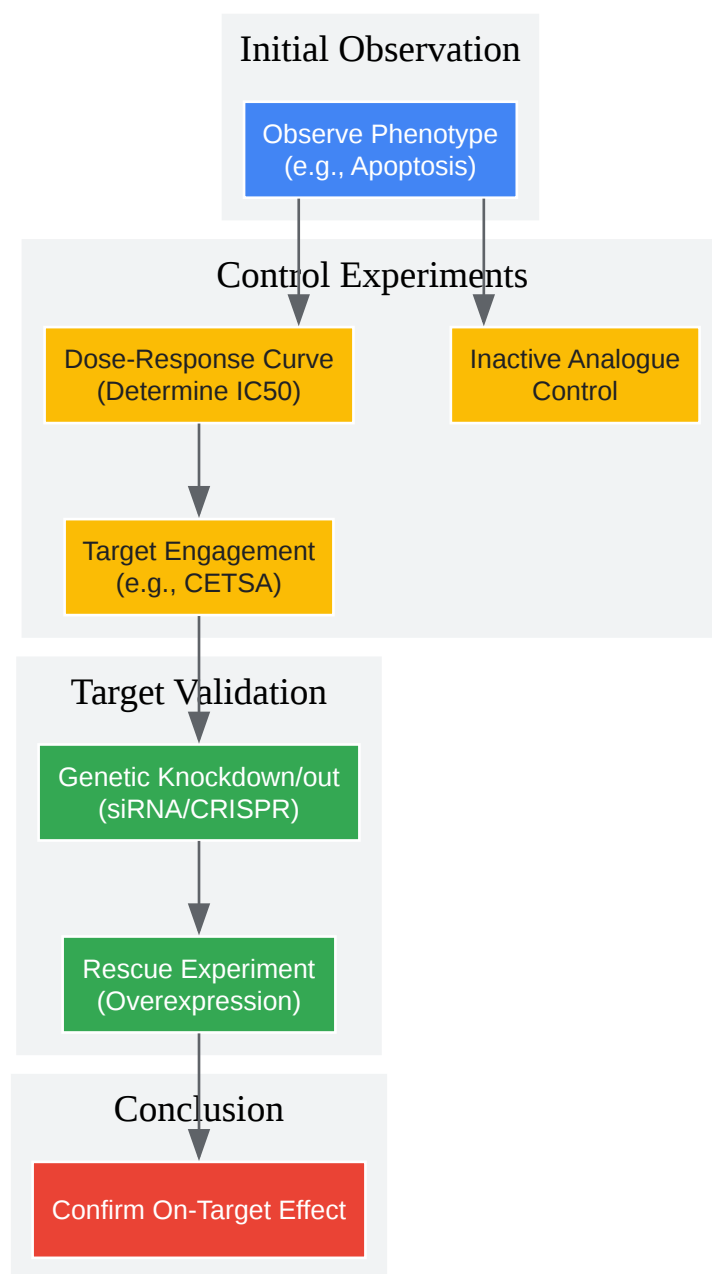 Initial Observation
Observe Phenotype
(e.g., Apoptosis)
Control Experiments
Dose-Response Curve
(Determine IC50)
Inactive Analogue
Control
Target Engagement
(e.g., CETSA)
Target Validation
Genetic Knockdown/out
(siRNA/CRISPR)
Rescue Experiment
(Overexpression)
Conclusion
Confirm On-Target Effect